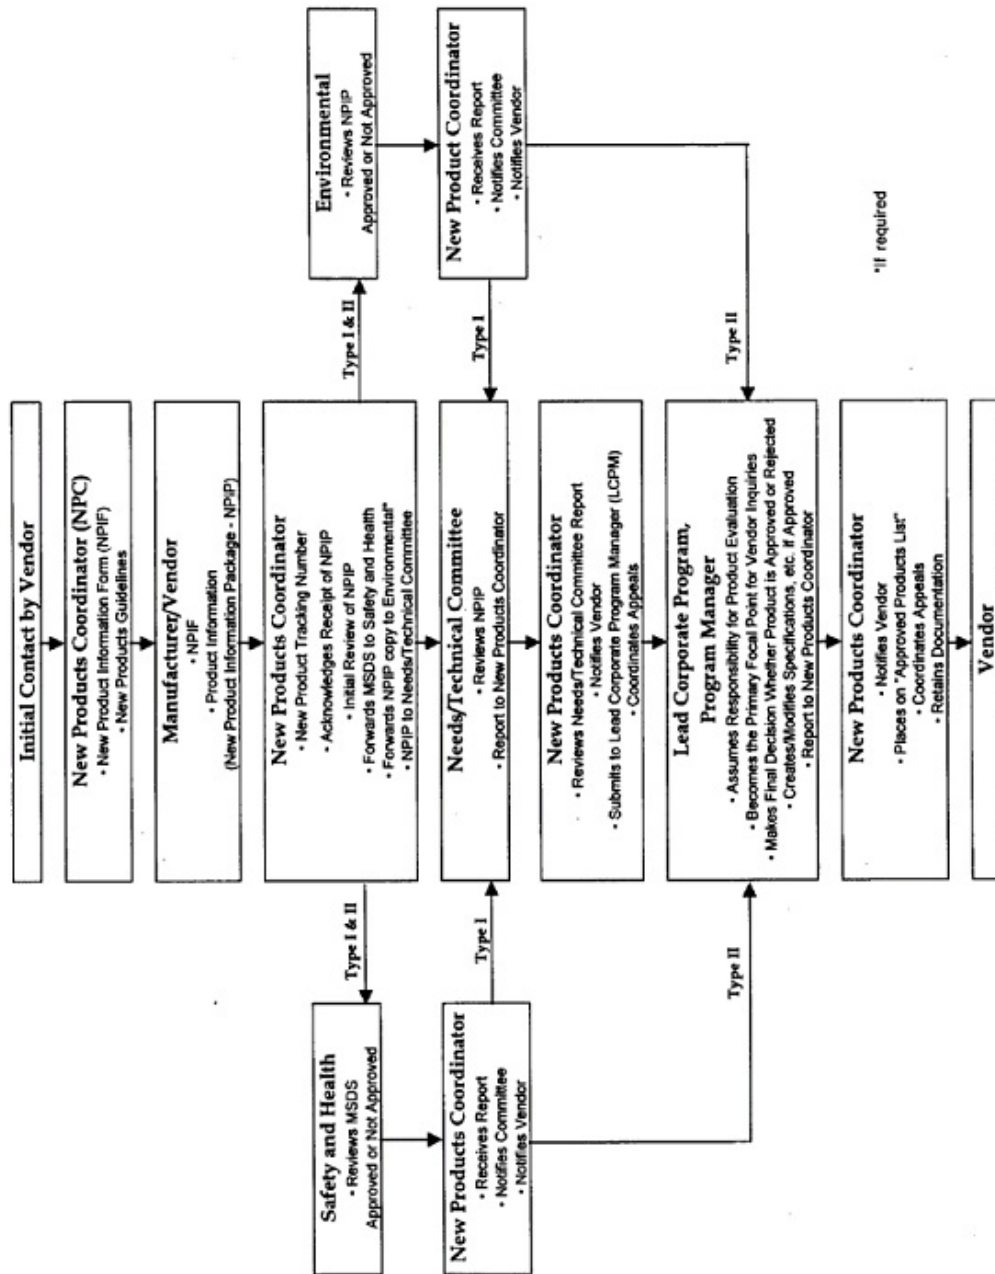 Initial Contact by Vendor
New Products Coordinator (NPC)
• New Product Information Form (NPIF)
• New Products Guidelines
Manufacturer/Vendor
• NPIF
• Product Information
(New Product Information Package - NPIP)
New Products Coordinator
• New Product Tracking Number
• Acknowledges Receipt of NPIP
• Initial Review of NPIP
• Forwards MSDS to Safety and Health
• Forwards NPIP copy to Environmental*
• NPIP to Needs/Technical Committee
Type I & II
Type I & II
Safety and Health
• Reviews MSDS
Approved or Not Approved
Environmental
• Reviews NPIP
Approved or Not Approved
New Products Coordinator
• Receives Report
• Notifies Committee
• Notifies Vendor
Type I
Needs/Technical Committee
• Reviews NPIP
• Report to New Products Coordinator
Type I
New Product Coordinator
• Receives Report
• Notifies Committee
• Notifies Vendor
New Products Coordinator
• Reviews Needs/Technical Committee Report
• Notifies Vendor
• Submits to Lead Corporate Program Manager (LCPM)
• Coordinates Appeals
Type II
Type II
Lead Corporate Program,
Program Manager
• Assumes Responsibility for Product Evaluation
• Becomes the Primary Focal Point for Vendor Inquiries
• Makes Final Decision Whether Product is Approved or Rejected
• Creates/Modifies Specifications, etc. if Approved
• Report to New Products Coordinator
New Products Coordinator
• Notifies Vendor
• Places on "Approved Products List"
• Coordinates Appeals
• Retains Documentation
*If required
Vendor